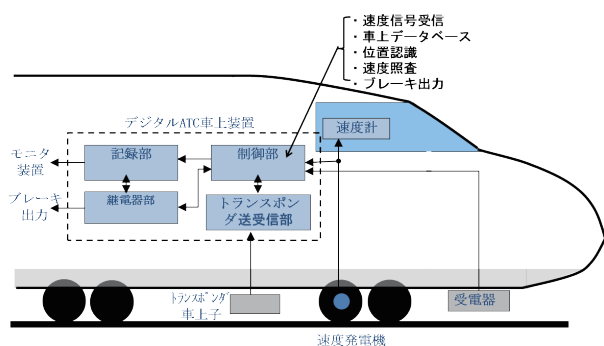 ・速度信号受信
・車上データベース
・位置認識
・速度照査
・ブレーキ出力
デジタルATC車上装置
速度計
モニタ
装置
記録部
制御部
ブレーキ
出力
継電器部
トランスポン
ダ送受信部
トランスポンダ
車上子
受電器
速度発電機